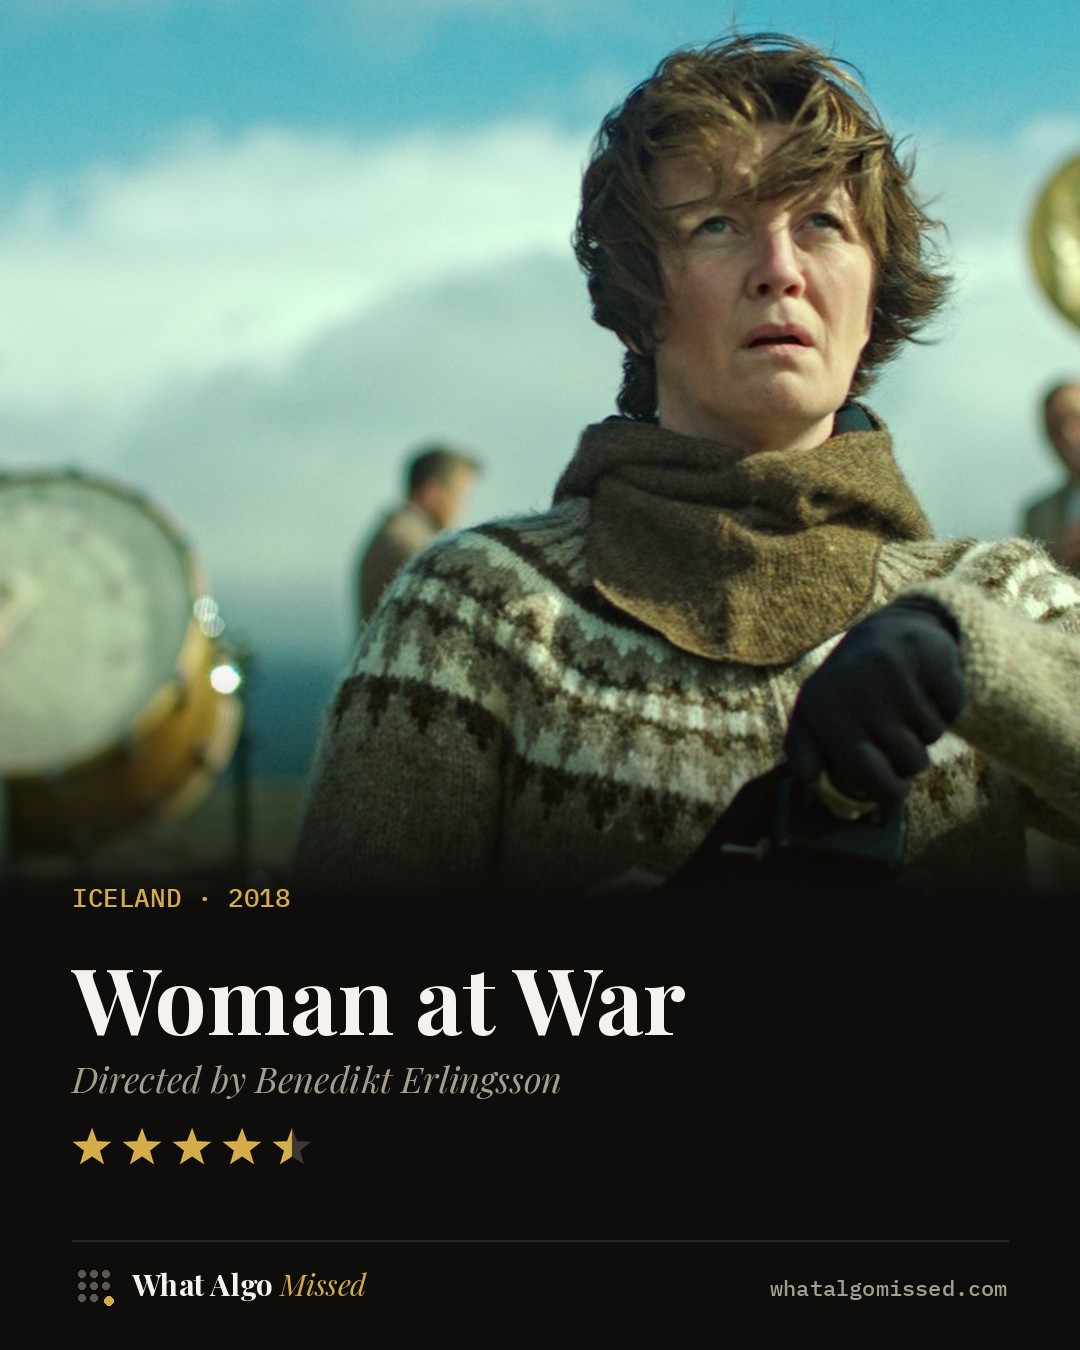 ICELAND · 2018
Woman at War
Directed by Benedikt Erlingsson
What Algo Missed
whatalgomissed.com